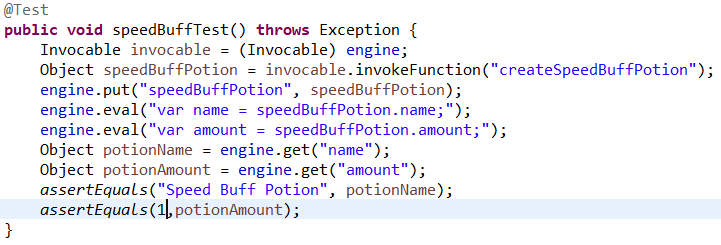 @Test
public void speedBuffTest() throws Exception {
    Invocable invocable = (Invocable) engine;
    Object speedBuffPotion = invocable.invokeFunction("createSpeedBuffPotion");
    engine.put("speedBuffPotion", speedBuffPotion);
    engine.eval("var name = speedBuffPotion.name;");
    engine.eval("var amount = speedBuffPotion.amount;");
    Object potionName = engine.get("name");
    Object potionAmount = engine.get("amount");
    assertEquals("Speed Buff Potion", potionName);
    assertEquals(1,potionAmount);
}